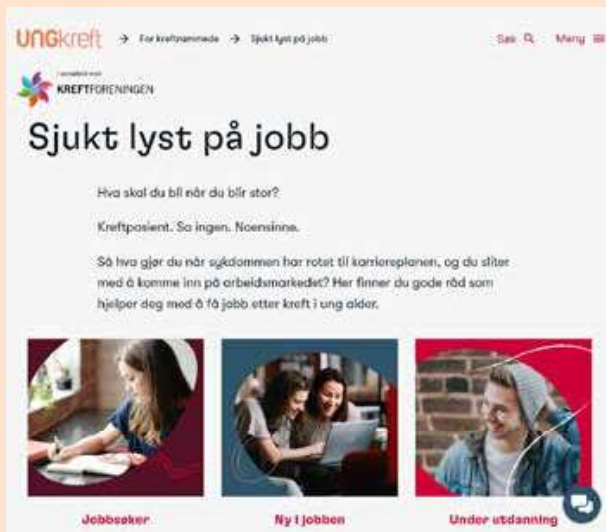 UNGkreft → For kreftrammede → Sjukt lyst på jobb Søk Meny
I samarbeid med
KREFTFORENINGEN
Sjukt lyst på jobb
Hva skal du bli når du blir stor?
Kreftpasient. Sa ingen. Noensinne.
Så hva gjør du når sykdommen har rotet til karriereplanen, og du sliter
med å komme inn på arbeidsmarkedet? Her finner du gode råd som
hjelper deg med å få jobb etter kreft i ung alder.
Jobbsøker Ny i jobben Under utdanning